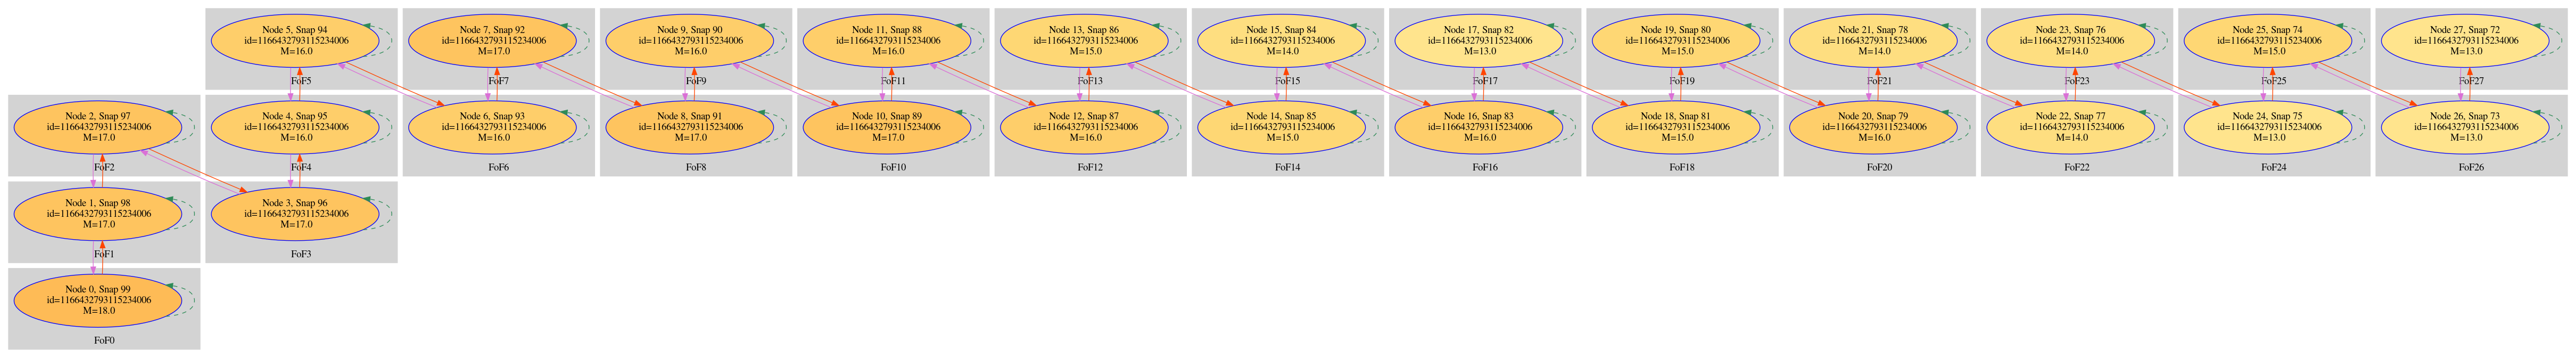 Node 5, Snap 94
id=1166432793115234006
M=16.0
FoF5
Node 7, Snap 92
id=1166432793115234006
M=17.0
FoF7
Node 9, Snap 90
id=1166432793115234006
M=16.0
FoF9
Node 11, Snap 88
id=1166432793115234006
M=16.0
FoF11
Node 13, Snap 86
id=1166432793115234006
M=15.0
FoF13
Node 15, Snap 84
id=1166432793115234006
M=14.0
FoF15
Node 17, Snap 82
id=1166432793115234006
M=13.0
FoF17
Node 19, Snap 80
id=1166432793115234006
M=15.0
FoF19
Node 21, Snap 78
id=1166432793115234006
M=14.0
FoF21
Node 23, Snap 76
id=1166432793115234006
M=14.0
FoF23
Node 25, Snap 74
id=1166432793115234006
M=15.0
FoF25
Node 27, Snap 72
id=1166432793115234006
M=13.0
FoF27
Node 2, Snap 97
id=1166432793115234006
M=17.0
FoF2
Node 4, Snap 95
id=1166432793115234006
M=16.0
FoF4
Node 6, Snap 93
id=1166432793115234006
M=16.0
FoF6
Node 8, Snap 91
id=1166432793115234006
M=17.0
FoF8
Node 10, Snap 89
id=1166432793115234006
M=17.0
FoF10
Node 12, Snap 87
id=1166432793115234006
M=16.0
FoF12
Node 14, Snap 85
id=1166432793115234006
M=15.0
FoF14
Node 16, Snap 83
id=1166432793115234006
M=16.0
FoF16
Node 18, Snap 81
id=1166432793115234006
M=15.0
FoF18
Node 20, Snap 79
id=1166432793115234006
M=16.0
FoF20
Node 22, Snap 77
id=1166432793115234006
M=14.0
FoF22
Node 24, Snap 75
id=1166432793115234006
M=13.0
FoF24
Node 26, Snap 73
id=1166432793115234006
M=13.0
FoF26
Node 1, Snap 98
id=1166432793115234006
M=17.0
FoF1
Node 3, Snap 96
id=1166432793115234006
M=17.0
FoF3
Node 0, Snap 99
id=1166432793115234006
M=18.0
FoF0